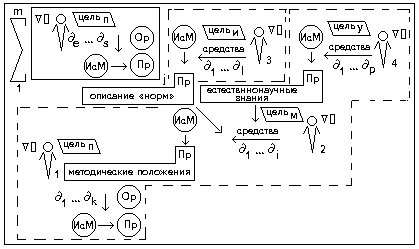 m
1
∇▯
цель п
∂e ... ∂s
Ор
ИсМ
Пр
j
ИсМ
цель и
средства
∂1 ... ∂l
∇▯
3
Пр
ИсМ
цель у
средства
∂1 ... ∂p
∇▯
4
Пр
описание «норм»
естественнонаучные
знания
ИсМ
цель м
средства
∂1 ... ∂i
∇▯
2
∇▯
цель п
1
Пр
методические положения
∂1 ... ∂k
Ор
ИсМ
Пр